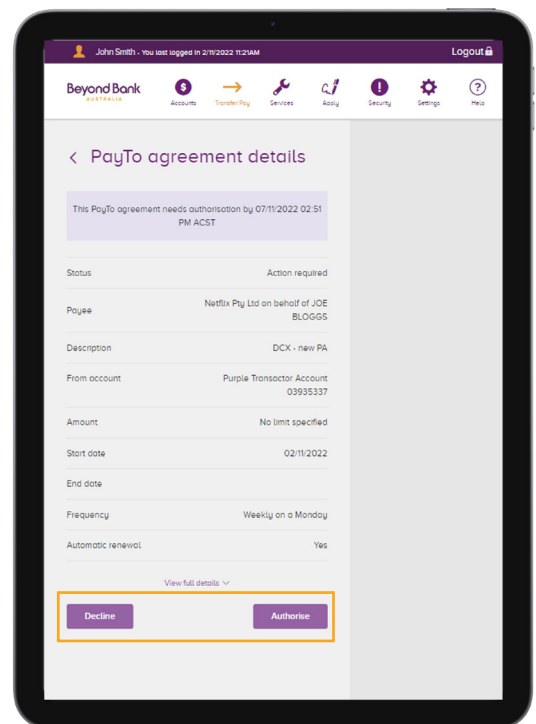 John Smith - You last logged in 2/11/2022 11:21AM
Logout
Beyond Bank
AUSTRALIA
Accounts
Transfer/Pay
Services
Apply
Security
Settings
Help
PayTo agreement details
This PayTo agreement needs authorisation by 07/11/2022 02:51
PM ACST
Status Action required
Payee Netflix Pty Ltd on behalf of JOE
BLOGGS
Description DCX - new PA
From account Purple Transactor Account
03935337
Amount No limit specified
Start date 02/11/2022
End date
Frequency Weekly on a Monday
Automatic renewal Yes
View full details
Decline Authorise